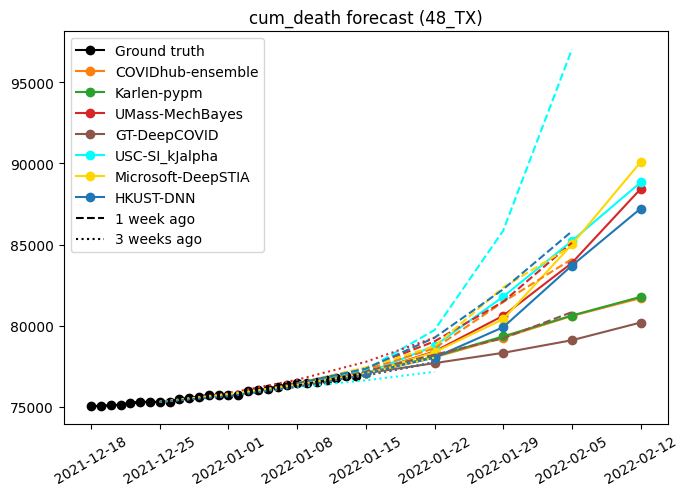 cum_death forecast (48_TX)
Ground truth
COVIDhub-ensemble
Karlen-pypm
UMass-MechBayes
GT-DeepCOVID
USC-SI_kJalpha
Microsoft-DeepSTIA
HKUST-DNN
1 week ago
3 weeks ago
95000
90000
85000
80000
75000
2021-12-18
2021-12-25
2022-01-01
2022-01-08
2022-01-15
2022-01-22
2022-01-29
2022-02-05
2022-02-12